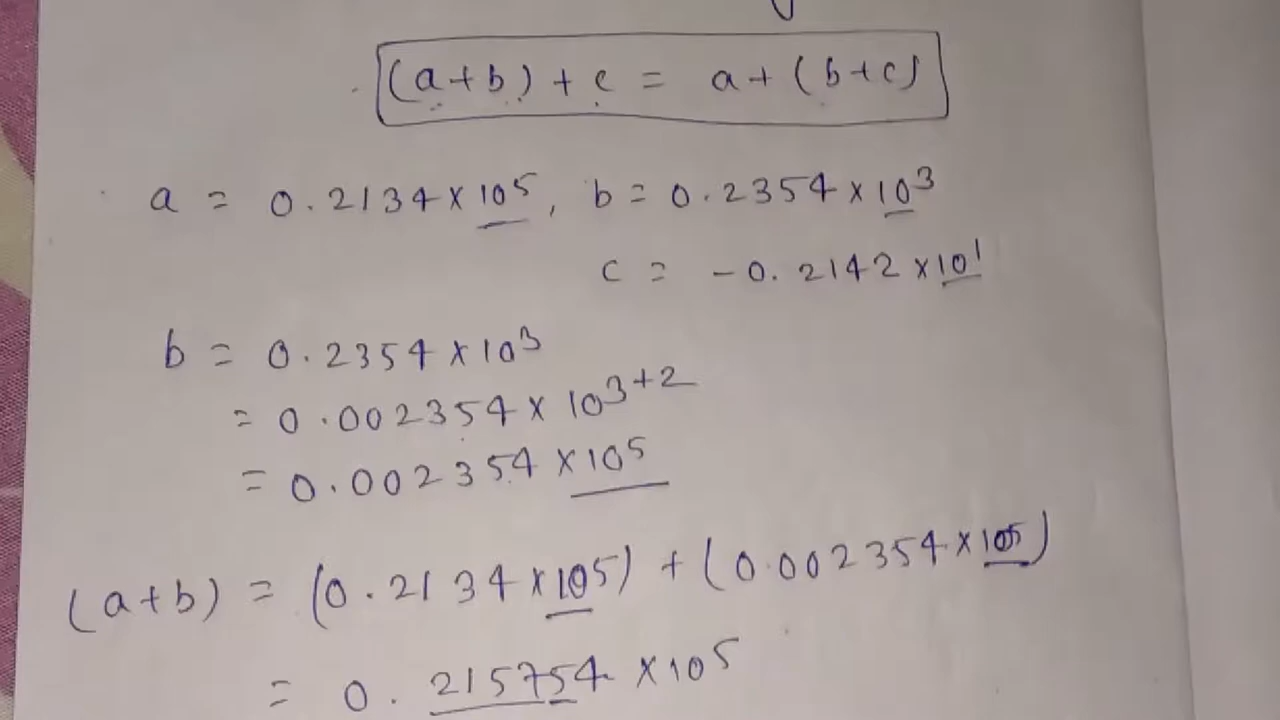 (a+b) + c = a + (b+c)
a = 0.2134 × 10⁵, b = 0.2354 × 10³
c = -0.2142 × 10¹
b = 0.2354 × 10³
= 0.002354 × 10³⁺²
= 0.002354 × 10⁵
(a+b) = (0.2134 × 10⁵) + (0.002354 × 10⁵)
= 0.215754 × 10⁵